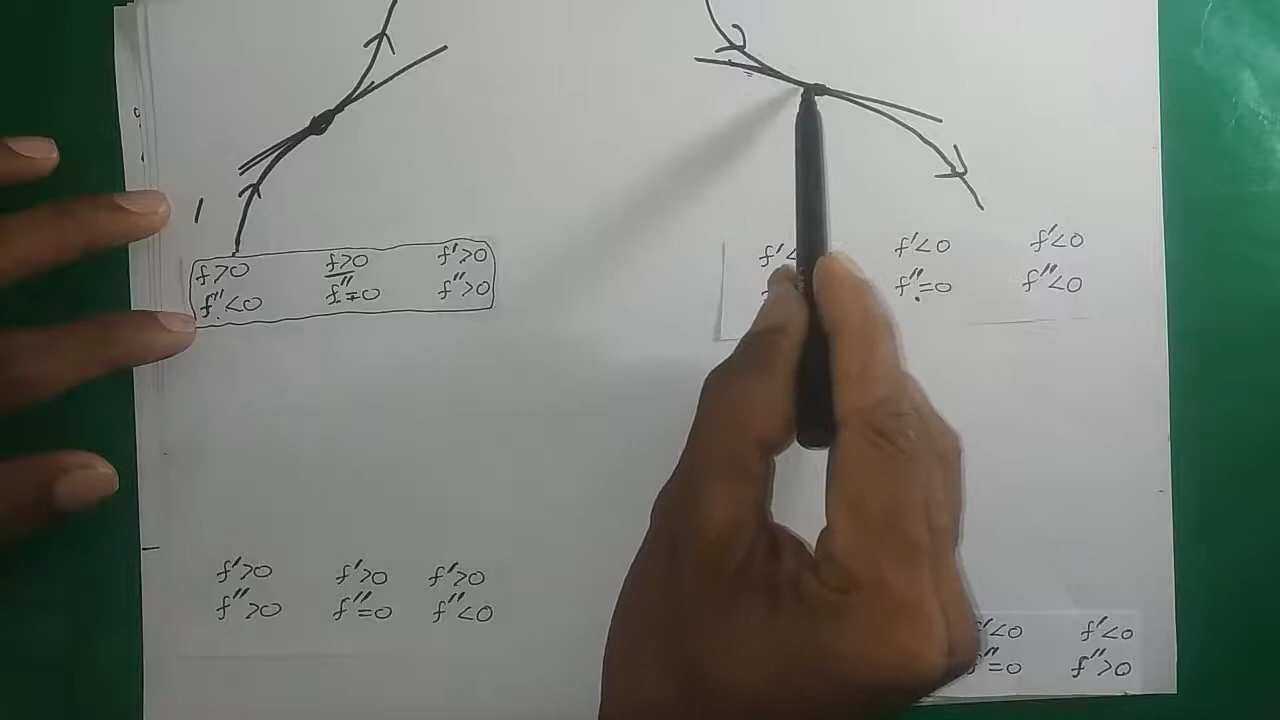 f>0 f>0 f'>0
f''<0 f''=0 f''>0
f'< f'<0 f'<0
f''=0 f''<0
f'>0 f'>0 f'>0
f''>0 f''=0 f''<0
f'<0 f'<0
f''=0 f''>0